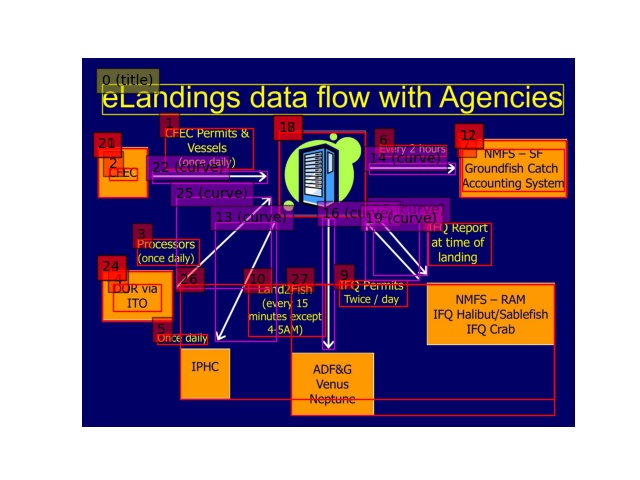 0 (title)
eLandings data flow with Agencies
1
CFEC Permits &
Vessels
(once daily)
18
6
Every 2 hours
14 (curve)
12
NMFS – SF
Groundfish Catch
Accounting System
21
2
CFEC
22 (curve)
25 (curve)
13 (curve)
16 (cu
19 (curve)
IFQ Report
at time of
landing
3
Processors
(once daily)
24
4
DOR via
ITO
26
10
27
9
Land2Fish
(every 15
minutes except
4-5AM)
IFQ Permits
Twice / day
NMFS – RAM
IFQ Halibut/Sablefish
IFQ Crab
5
Once daily
IPHC
ADF&G
Venus
Neptune